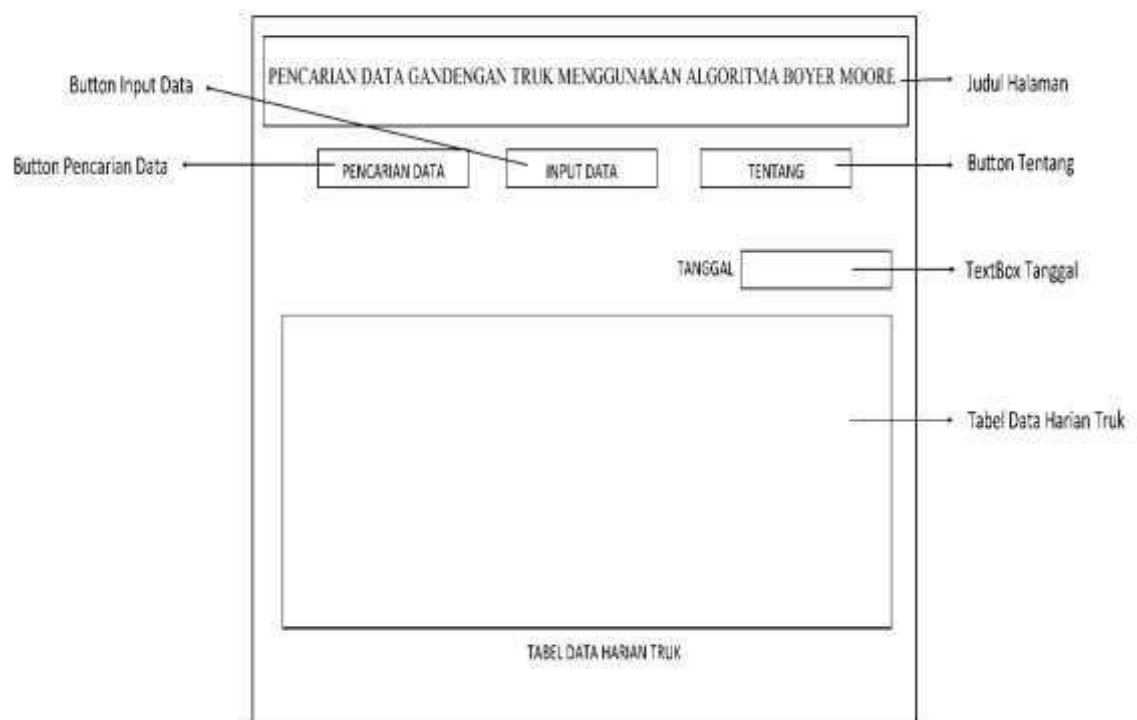 PENCARIAN DATA GANDENGAN TRUK MENGGUNAKAN ALGORITMA BOYER MOORE
Judul Halaman
Button Input Data
Button Pencarian Data
PENCARIAN DATA
INPUT DATA
TENTANG
Button Tentang
TANGGAL
TextBox Tanggal
Tabel Data Harian Truk
TABEL DATA HARIAN TRUK